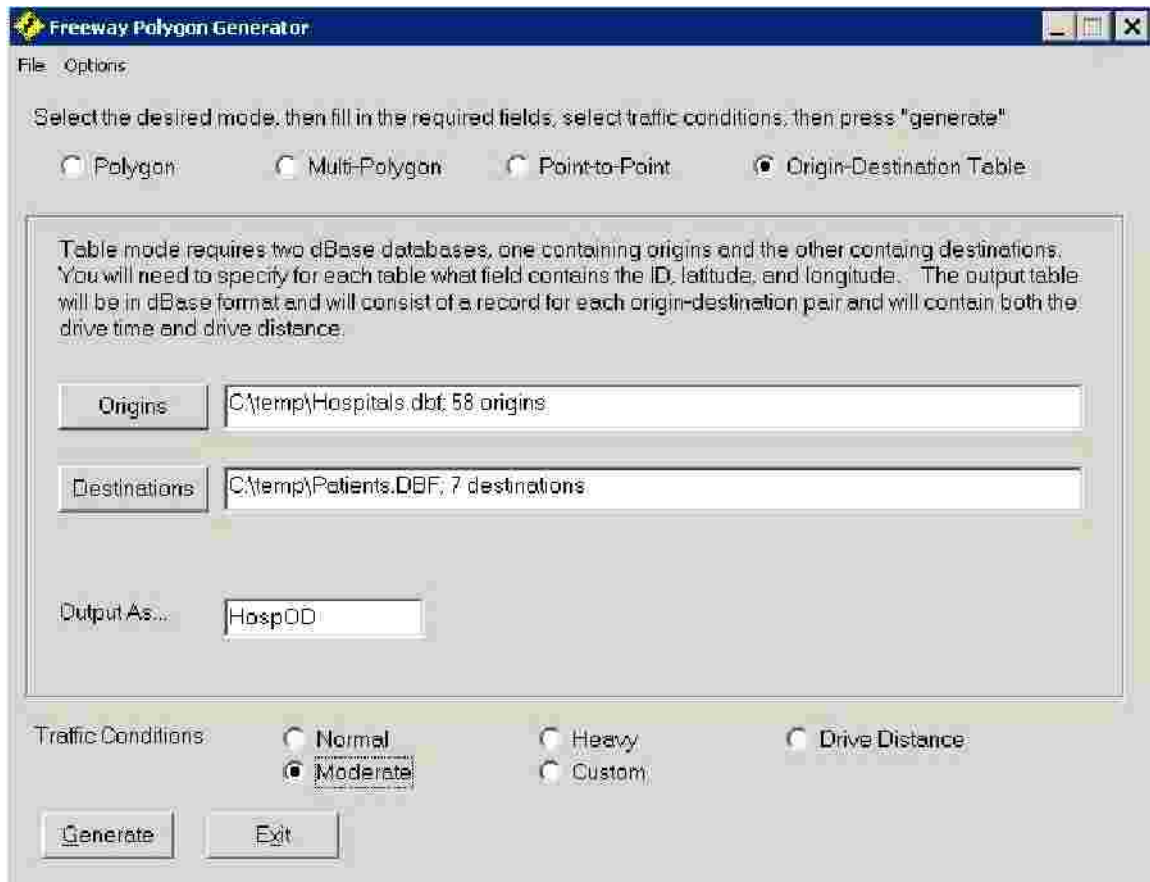 Freeway Polygon Generator
File Options
Select the desired mode, then fill in the required fields, select traffic conditions, then press "generate"
Polygon Multi-Polygon Point-to-Point Origin-Destination Table
Table mode requires two dBase databases, one containing origins and the other containg destinations.
You will need to specify for each table what field contains the ID, latitude, and longitude. The output table
will be in dBase format and will consist of a record for each origin-destination pair and will contain both the
drive time and drive distance.
Origins C:\temp\Hospitals.dbf; 58 origins
Destinations C:\temp\Patients.DBF; 7 destinations
Output As... HospOD
Traffic Conditions Normal Heavy Drive Distance
Moderate Custom
Generate Exit